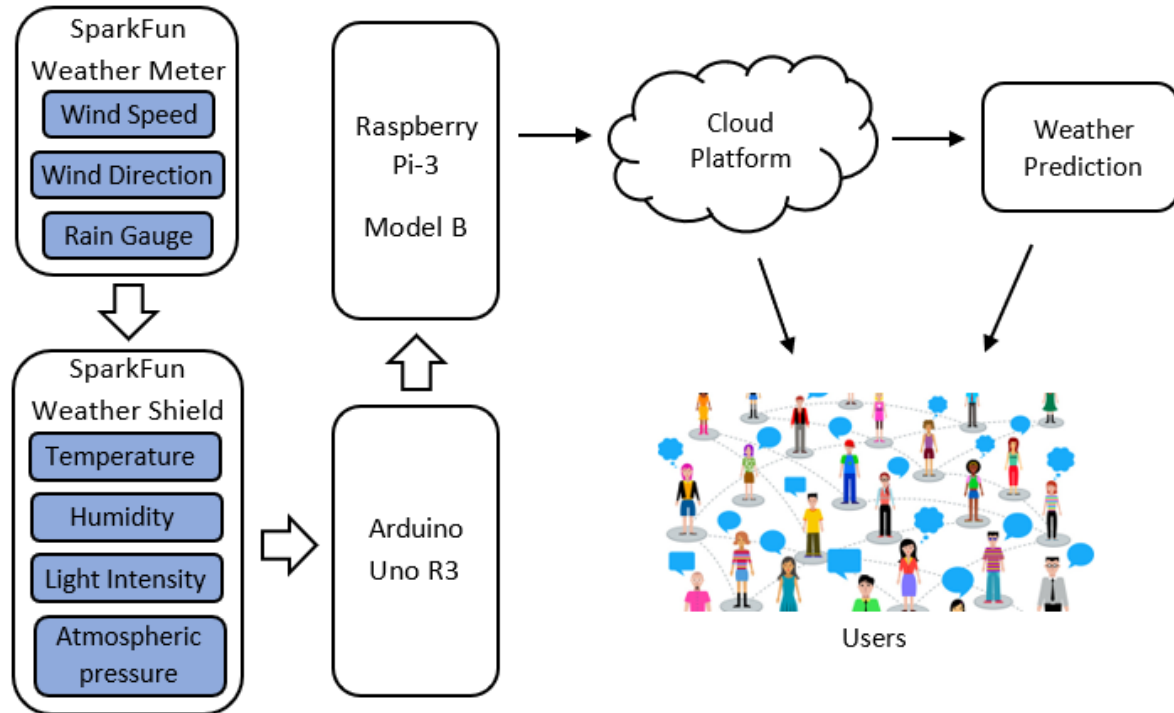 SparkFun
Weather Meter
Wind Speed
Wind Direction
Rain Gauge
SparkFun
Weather Shield
Temperature
Humidity
Light Intensity
Atmospheric
pressure
Raspberry
Pi-3
Model B
Arduino
Uno R3
Cloud
Platform
Weather
Prediction
Users